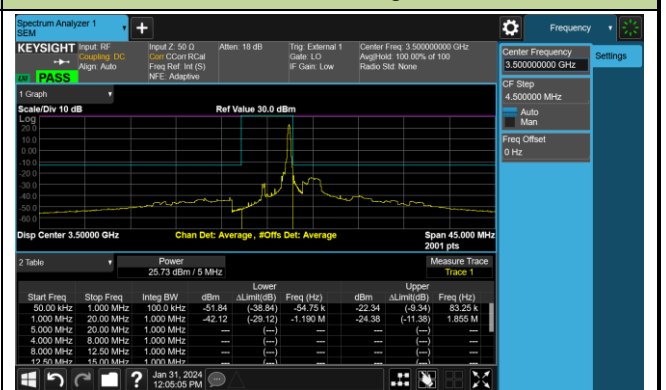 Spectrum Analyzer 1
SEM
+
Frequency
KEYSIGHT
PASS
Input: RF
Coupling: DC
Align: Auto
Input Z: 50 Ω
Corr CCorr RCal
Freq Ref: Int (S)
NFE: Adaptive
Atten: 18 dB
Trig: External 1
Gate: LO
IF Gain: Low
Center Freq: 3.500000000 GHz
Avg|Hold: 100.00% of 100
Radio Std: None
Center Frequency
3.500000000 GHz
Settings
CF Step
4.500000 MHz
Auto
Man
Freq Offset
0 Hz
1 Graph
Scale/Div 10 dB
Ref Value 30.0 dBm
Log
20.0
10.0
0.00
-10.0
-20.0
-30.0
-40.0
-50.0
-60.0
Disp Center 3.50000 GHz
Chan Det: Average , #Offs Det: Average
Span 45.000 MHz
2001 pts
2 Table
Power
25.73 dBm / 5 MHz
Measure Trace
Trace 1
Lower Upper
Start Freq Stop Freq Integ BW dBm ΔLimit(dB) Freq (Hz) dBm ΔLimit(dB) Freq (Hz)
50.00 kHz 1.000 MHz 100.0 kHz -51.84 (-38.84) -54.75 k -22.34 (-9.34) 83.25 k
1.000 MHz 20.00 MHz 1.000 MHz -42.12 (-29.12) -1.190 M -24.38 (-11.38) 1.855 M
5.000 MHz 20.00 MHz 1.000 MHz --- (---) --- --- (---) ---
4.000 MHz 8.000 MHz 1.000 MHz --- (---) --- --- (---) ---
8.000 MHz 12.50 MHz 1.000 MHz --- (---) --- --- (---) ---
12.50 MHz 15.00 MHz 1.000 MHz --- (---) --- --- (---) ---
?
Jan 31, 2024
12:05:05 PM